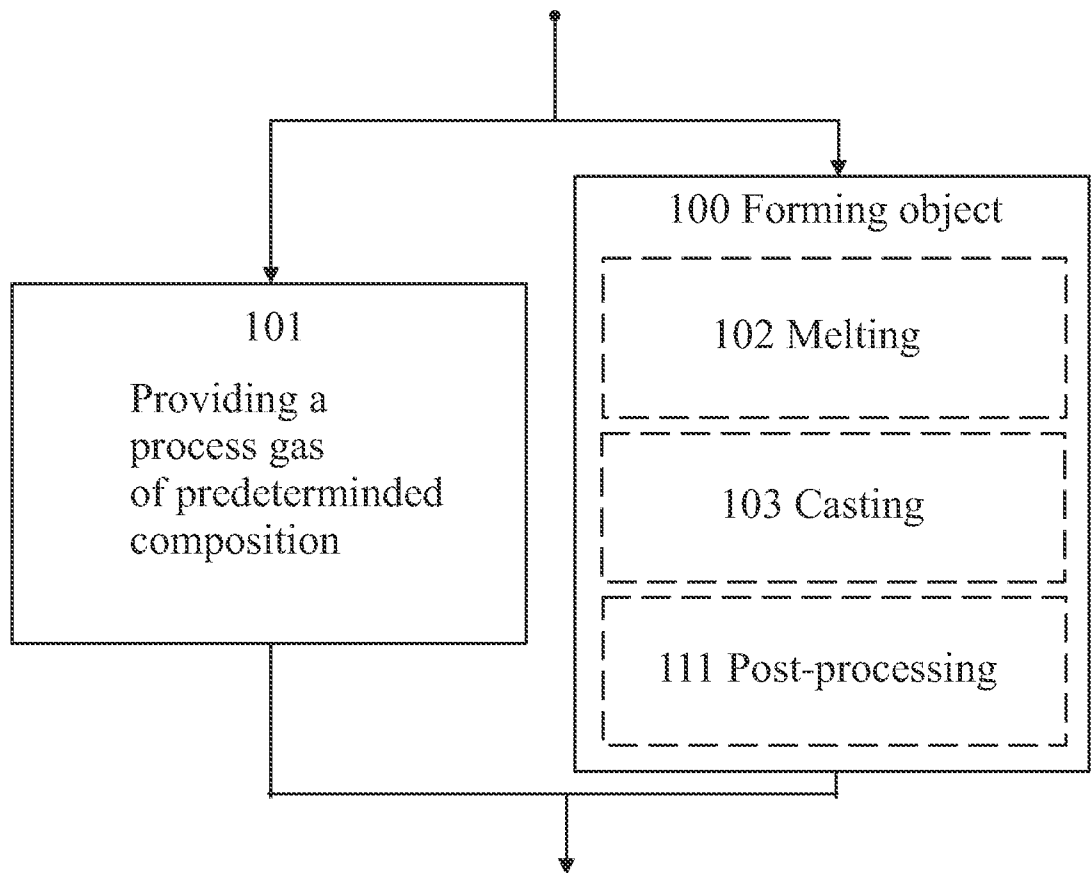 100 Forming object
102 Melting
103 Casting
111 Post-processing
101
Providing a
process gas
of predeterminded
composition